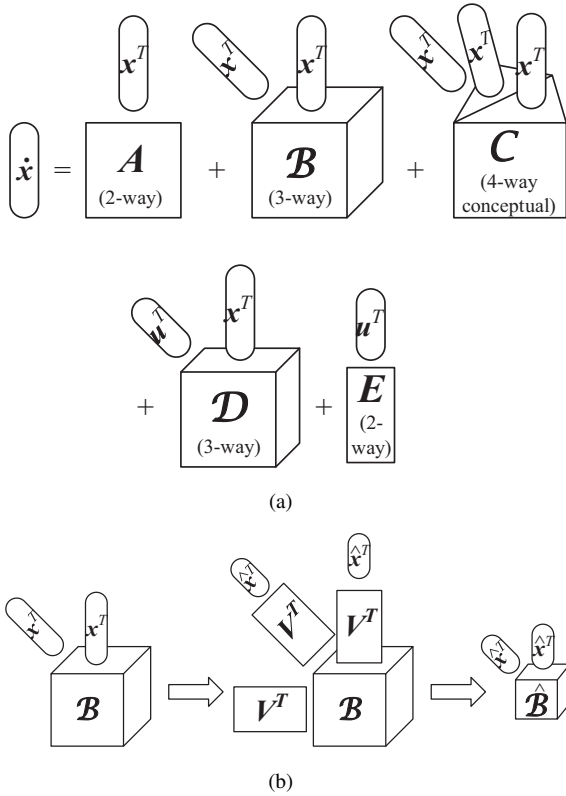 x^T x^T x^T x^T x^T x^T
ẋ = A + ℬ + C
(2-way) (3-way) (4-way
conceptual)
u^T x^T u^T
+ 𝒟 + E
(3-way) (2-
way)
(a)
x^T x^T x̂^T x̂^T x̂^T x̂^T
V^T V^T
ℬ V^T ℬ ℬ̂
(b)